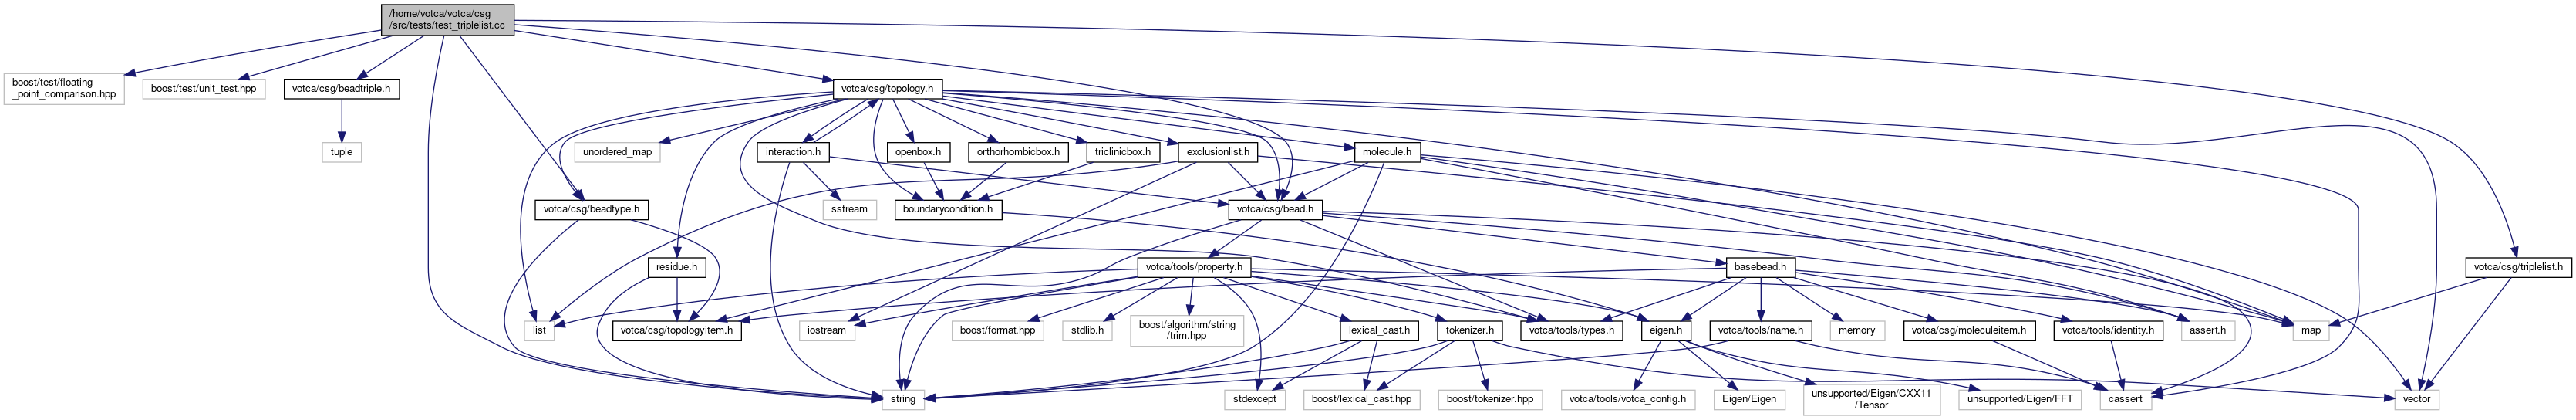 /home/votca/votca/csg
/src/tests/test_triplelist.cc
boost/test/floating
_point_comparison.hpp
boost/test/unit_test.hpp
votca/csg/beadtriple.h
votca/csg/topology.h
tuple
unordered_map
interaction.h
openbox.h
orthorhombicbox.h
triclinicbox.h
exclusionlist.h
molecule.h
votca/csg/beadtype.h
sstream
boundarycondition.h
votca/csg/bead.h
residue.h
votca/tools/property.h
basebead.h
votca/csg/triplelist.h
list
votca/csg/topologyitem.h
iostream
boost/format.hpp
stdlib.h
boost/algorithm/string
/trim.hpp
lexical_cast.h
tokenizer.h
votca/tools/types.h
eigen.h
votca/tools/name.h
memory
votca/csg/moleculeitem.h
votca/tools/identity.h
assert.h
map
string
stdexcept
boost/lexical_cast.hpp
boost/tokenizer.hpp
votca/tools/votca_config.h
Eigen/Eigen
unsupported/Eigen/CXX11
/Tensor
unsupported/Eigen/FFT
cassert
vector